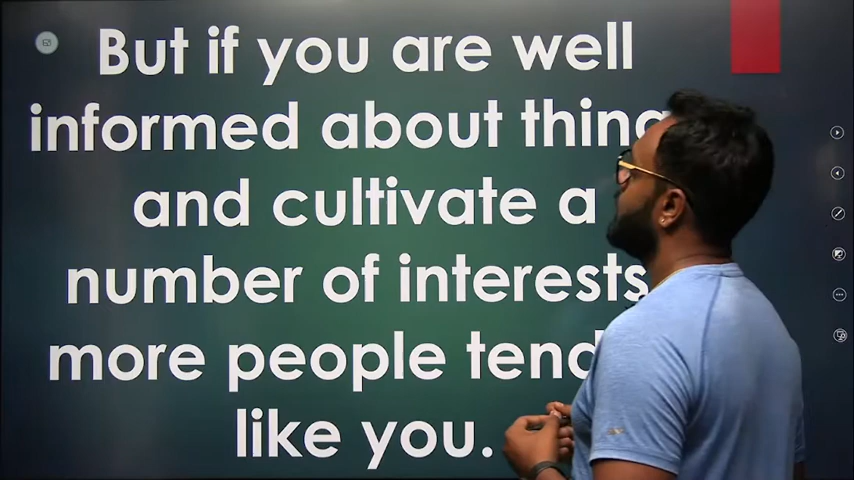 But if you are well
informed about thing
and cultivate a
number of interests
more people tend
like you.